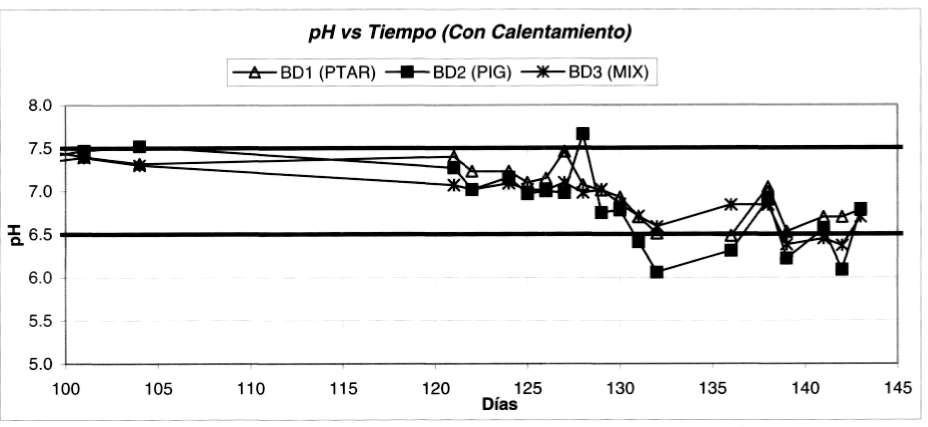 pH vs Tiempo (Con Calentamiento)
BD1 (PTAR) BD2 (PIG) BD3 (MIX)
8.0
7.5
7.0
6.5
6.0
5.5
5.0
pH
100 105 110 115 120 125 130 135 140 145
Días